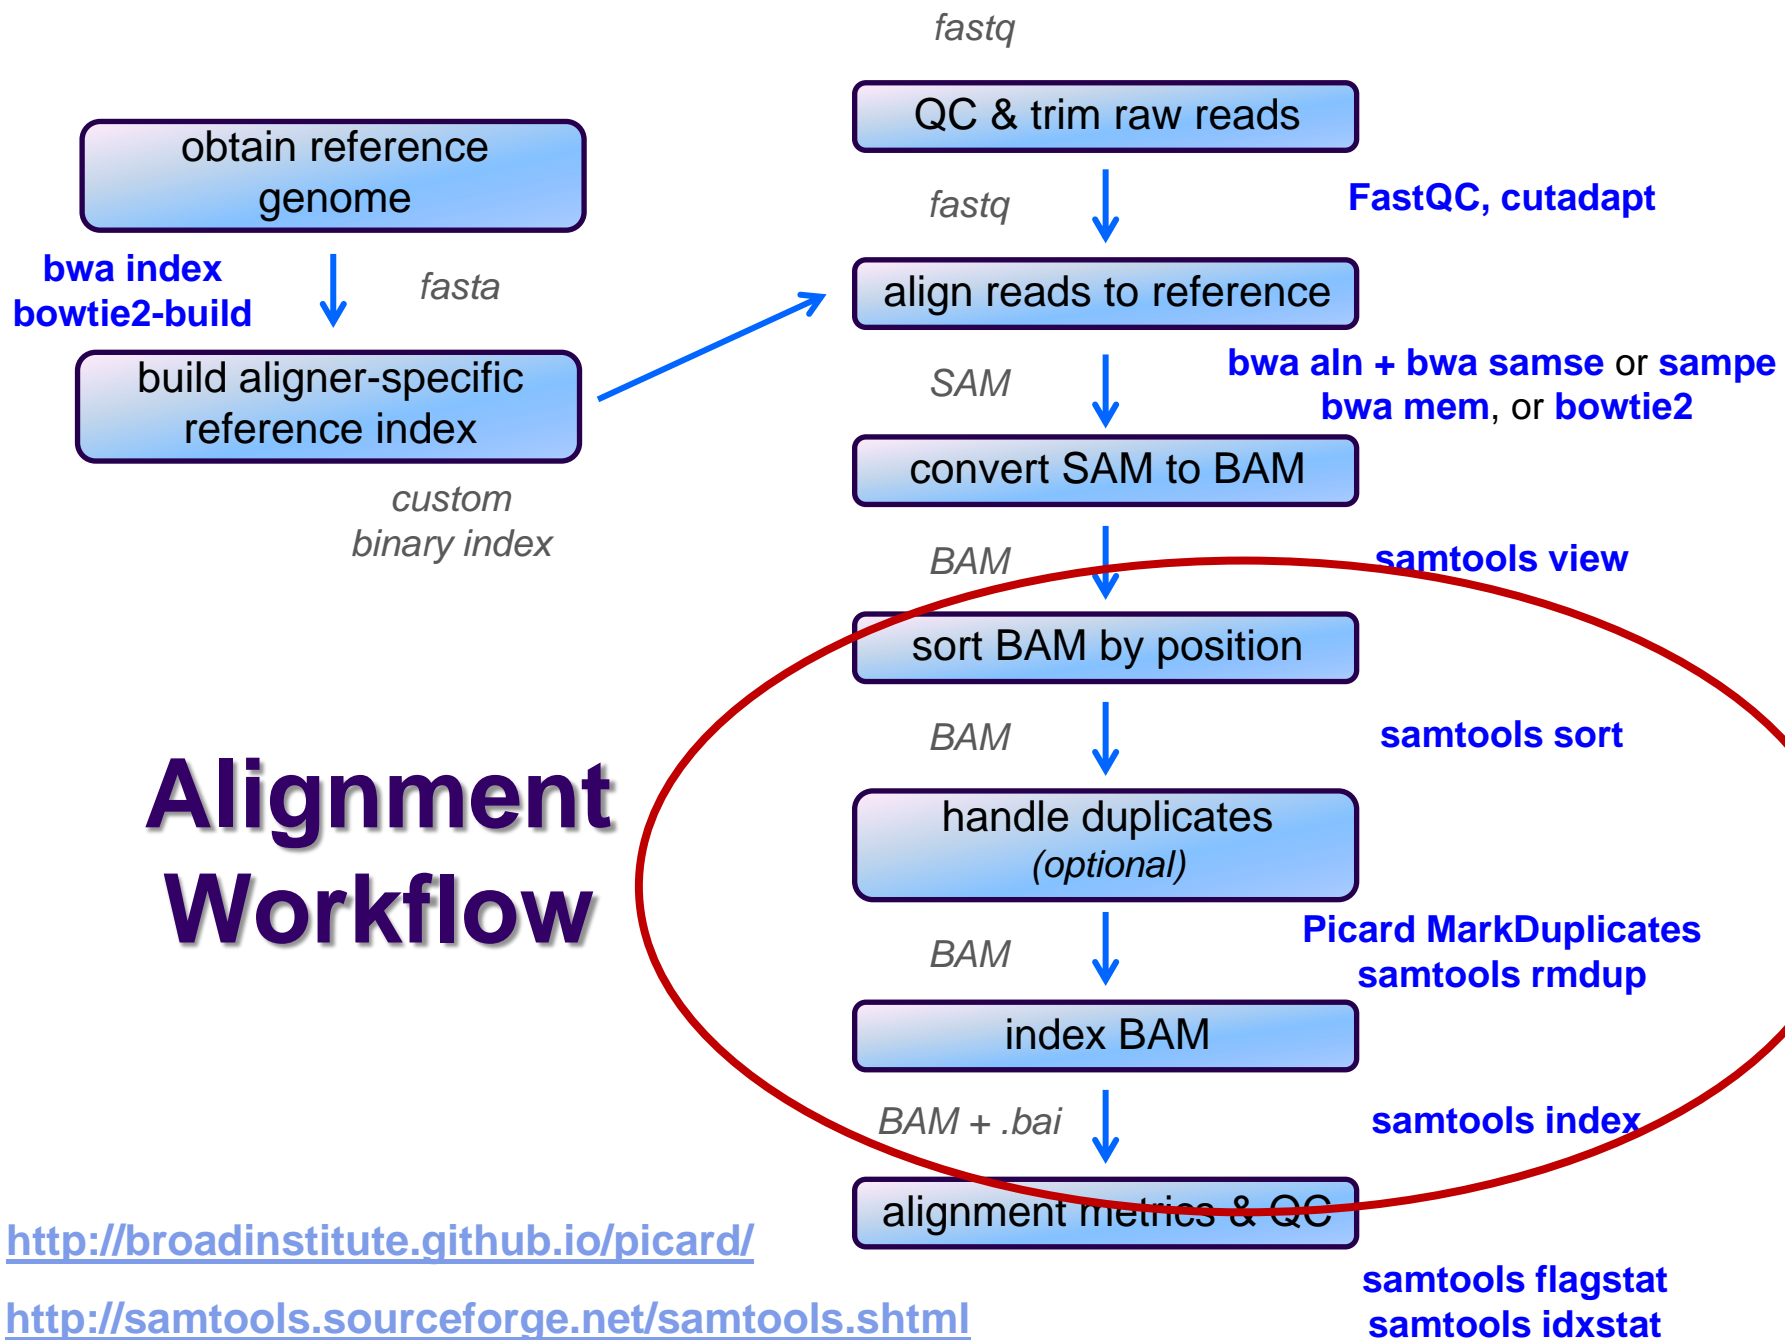 fastq
QC & trim raw reads
obtain reference
genome
fastq
FastQC, cutadapt
bwa index
bowtie2-build
fasta
align reads to reference
build aligner-specific
reference index
SAM
bwa aln + bwa samse or sampe
bwa mem, or bowtie2
convert SAM to BAM
custom
binary index
BAM
samtools view
sort BAM by position
BAM
samtools sort
Alignment
Workflow
handle duplicates
(optional)
BAM
Picard MarkDuplicates
samtools rmdup
index BAM
BAM + .bai
samtools index
alignment metrics & QC
http://broadinstitute.github.io/picard/
samtools flagstat
samtools idxstat
http://samtools.sourceforge.net/samtools.shtml